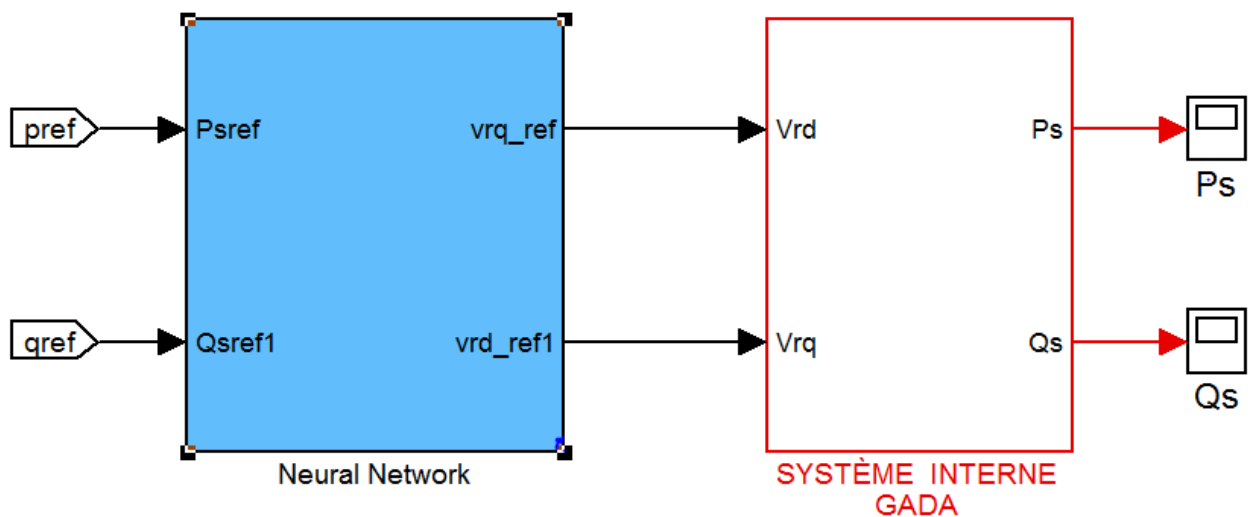 pref
Psref
vrq_ref
Vrd
Ps
Ps
qref
Qsref1
vrd_ref1
Vrq
Qs
Qs
Neural Network
SYSTÈME INTERNE
GADA